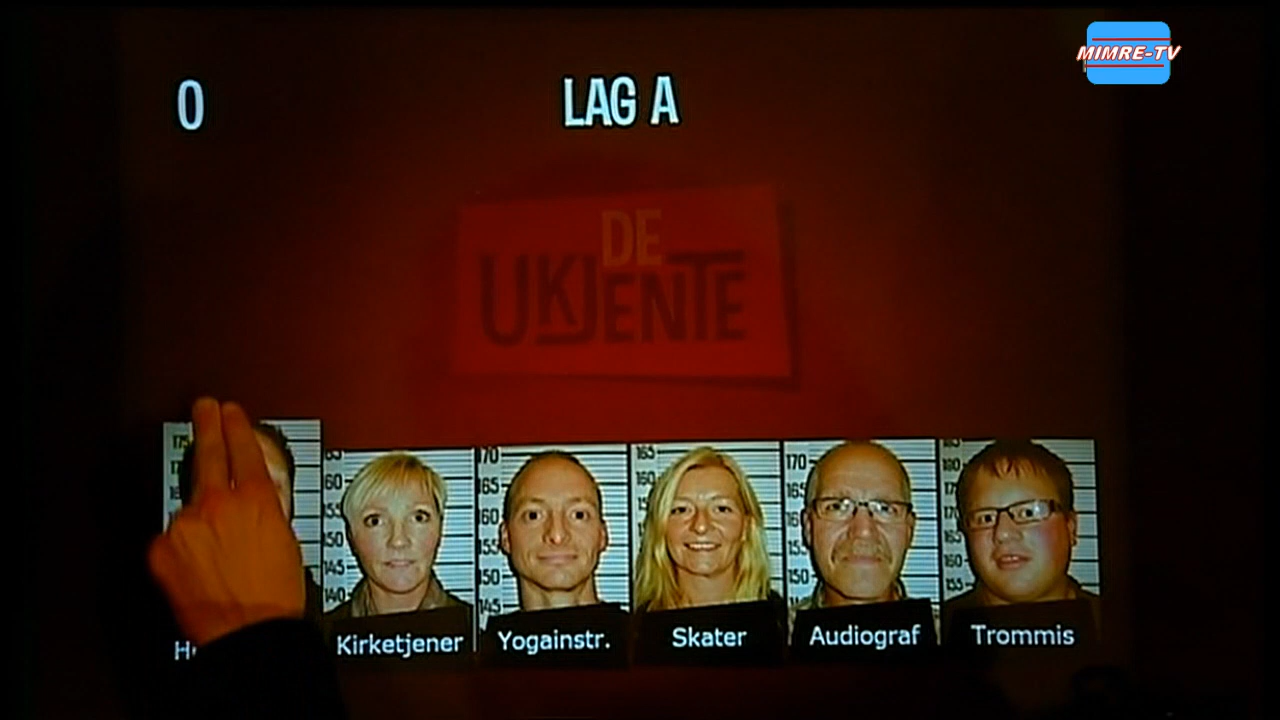 MIMRE-TV
0
LAG A
DE
UKJENTE
Kirketjener
Yogainstr.
Skater
Audiograf
Trommis